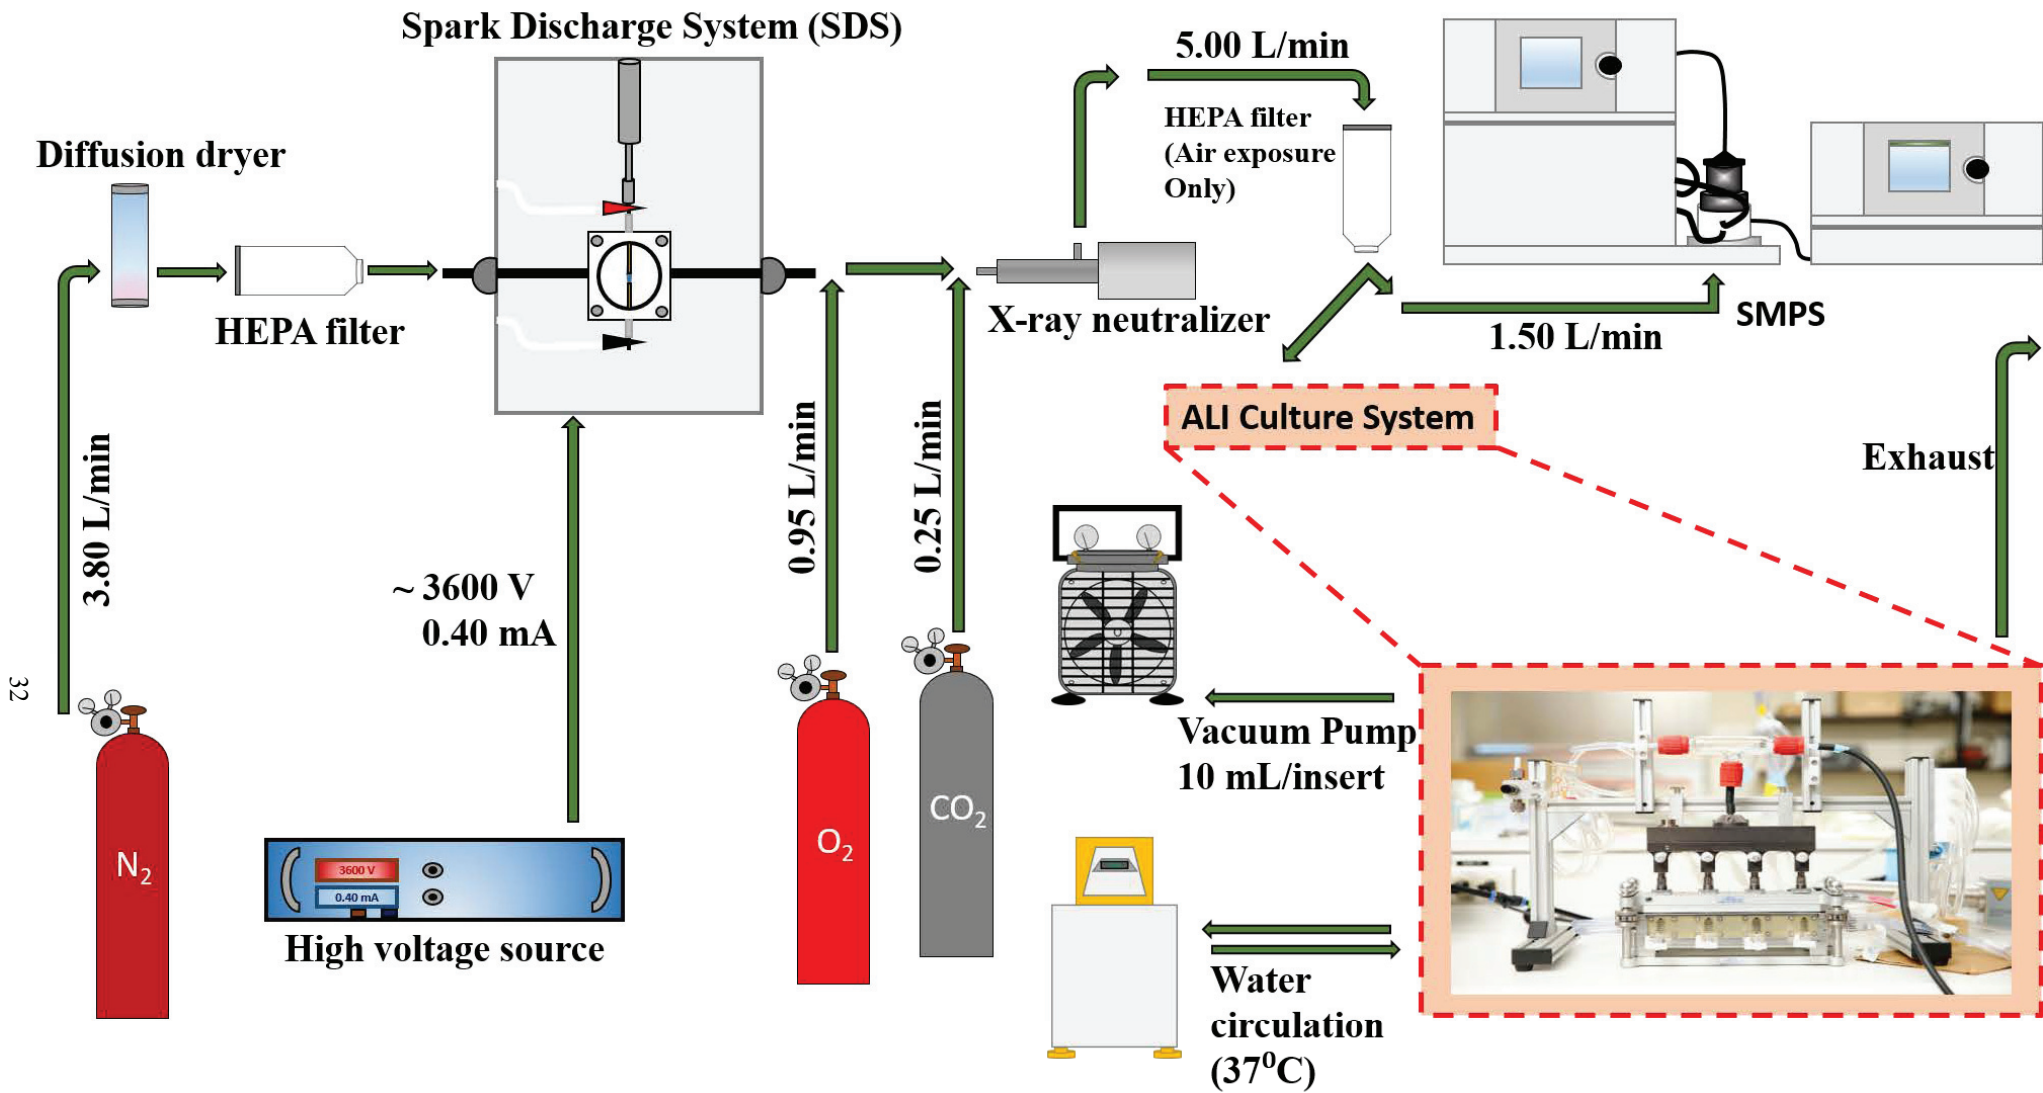 Spark Discharge System (SDS)
5.00 L/min
HEPA filter
(Air exposure
Only)
Diffusion dryer
HEPA filter
X-ray neutralizer
SMPS
1.50 L/min
ALI Culture System
Exhaust
3.80 L/min
~ 3600 V
0.40 mA
0.95 L/min
0.25 L/min
32
Vacuum Pump
10 mL/insert
N₂
O₂
CO₂
3600 V
0.40 mA
High voltage source
Water
circulation
(37⁰C)